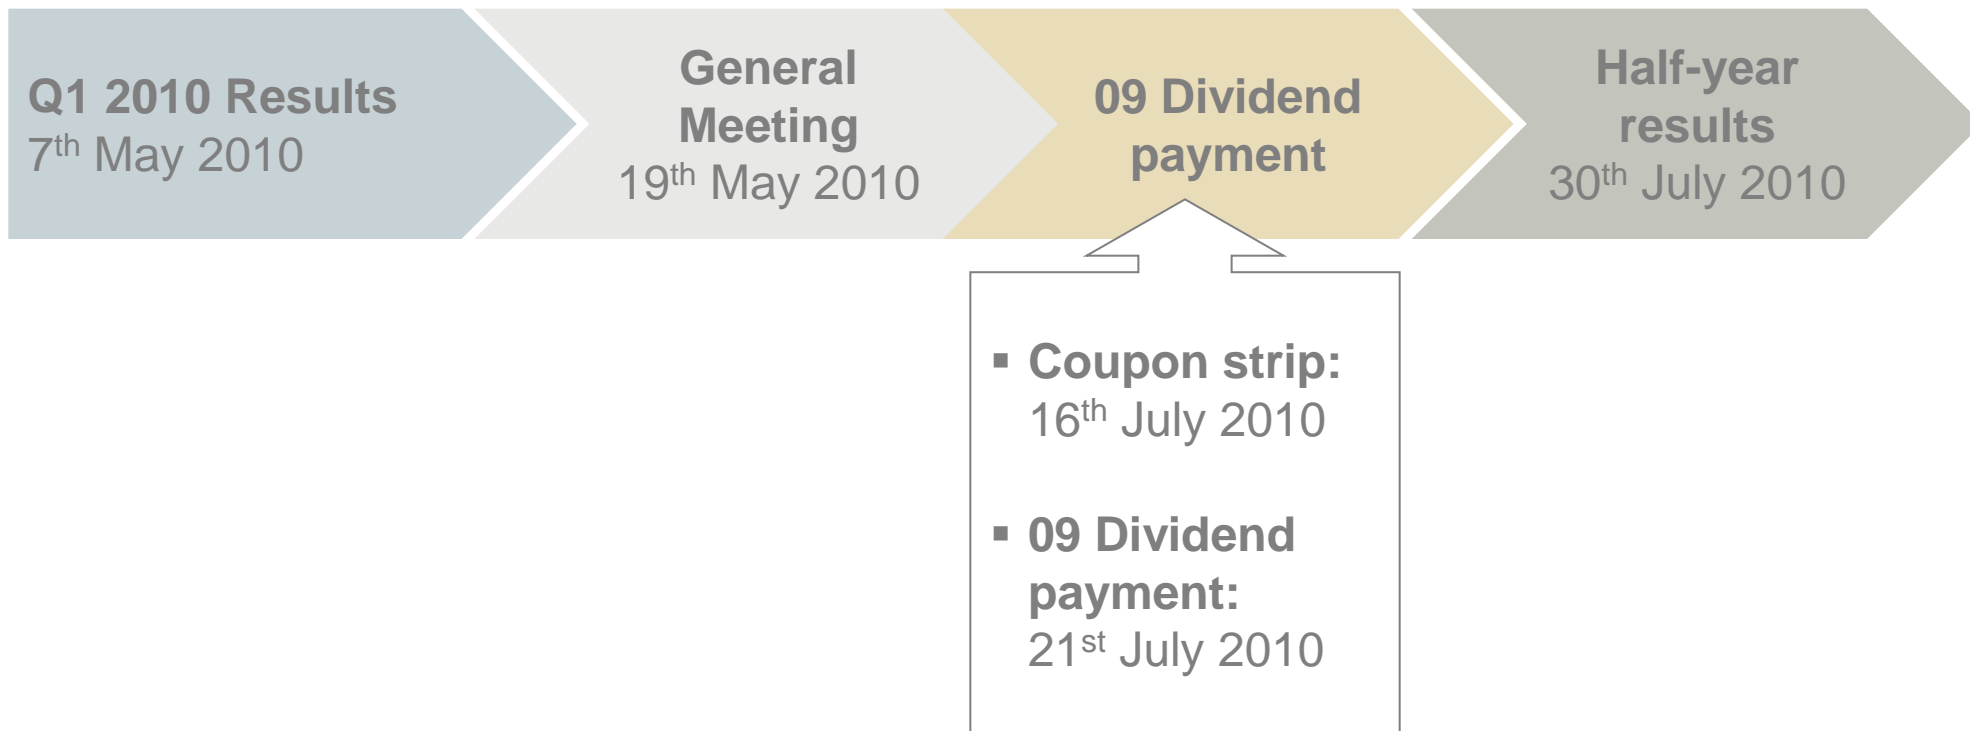 Q1 2010 Results
7th May 2010
General
Meeting
19th May 2010
09 Dividend
payment
Half-year
results
30th July 2010
▪ Coupon strip:
16th July 2010
▪ 09 Dividend
payment:
21st July 2010